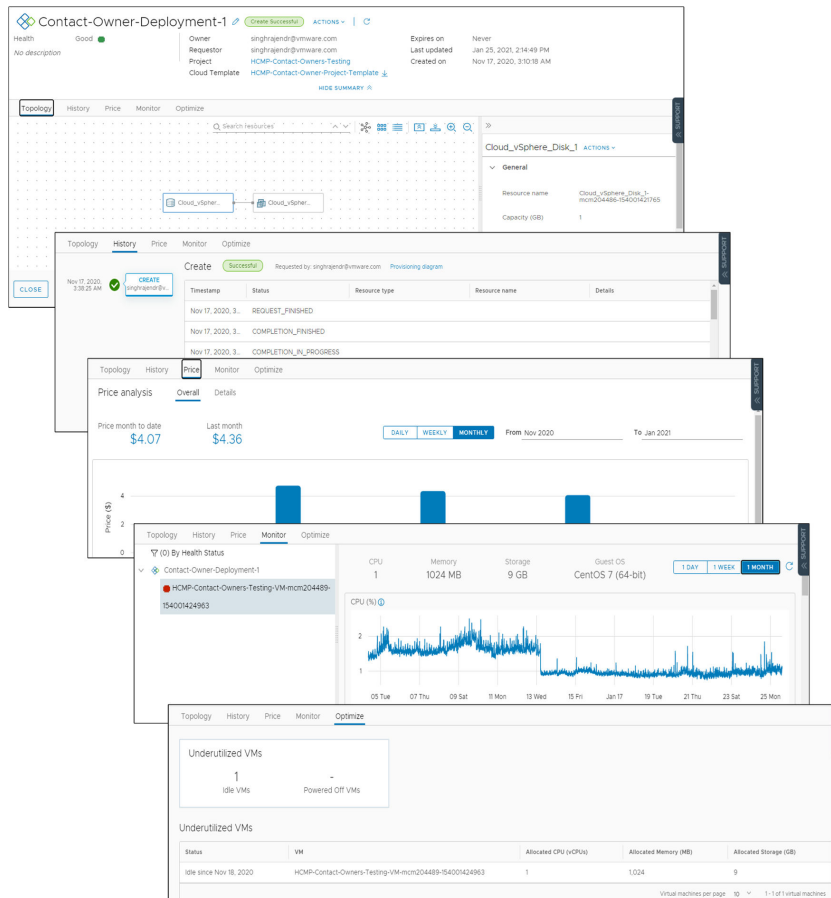 Contact-Owner-Deployment-1 Create Successful ACTIONS
Health Good Owner singhrajendr@vmware.com Expires on Never
No description Requestor singhrajendr@vmware.com Last updated Jan 25, 2021, 2:14:49 PM
Project HCMP-Contact-Owners-Testing Created on Nov 17, 2020, 3:10:18 AM
Cloud Template HCMP-Contact-Owner-Project-Template
HIDE SUMMARY
Topology History Price Monitor Optimize
Search resources
SUPPORT
Cloud_vSphere_Disk_1 ACTIONS
General
Resource name Cloud_vSphere_Disk_1-
mcm204486-154001421765
Capacity (GB) 1
Cloud_vSpher... Cloud_vSpher...
CLOSE
Topology History Price Monitor Optimize
SUPPORT
Create Successful Requested by: singhrajendr@vmware.com Provisioning diagram
Nov 17, 2020,
3:38:25 AM
CREATE
singhrajendr@v...
Timestamp Status Resource type Resource name Details
Nov 17, 2020, 3... REQUEST_FINISHED
Nov 17, 2020, 3... COMPLETION_FINISHED
Nov 17, 2020, 3... COMPLETION_IN_PROGRESS
Topology History Price Monitor Optimize
SUPPORT
Price analysis Overall Details
Price month to date Last month
$4.07 $4.36
DAILY WEEKLY MONTHLY From Nov 2020 To Jan 2021
Price ($)
4
2
0
Topology History Price Monitor Optimize
SUPPORT
(0) By Health Status
Contact-Owner-Deployment-1
HCMP-Contact-Owners-Testing-VM-mcm204489-
154001424963
CPU Memory Storage Guest OS
1 1024 MB 9 GB CentOS 7 (64-bit)
1 DAY 1 WEEK 1 MONTH
CPU (%)
2
1
05 Tue 07 Thu 09 Sat 11 Mon 13 Wed 15 Fri Jan 17 19 Tue 21 Thu 23 Sat 25 Mon
Topology History Price Monitor Optimize
Underutilized VMs
1 -
Idle VMs Powered Off VMs
Underutilized VMs
Status VM Allocated CPU (vCPUs) Allocated Memory (MB) Allocated Storage (GB)
Idle since Nov 18, 2020 HCMP-Contact-Owners-Testing-VM-mcm204489-154001424963 1 1,024 9
Virtual machines per page 10 1 - 1 of 1 virtual machines